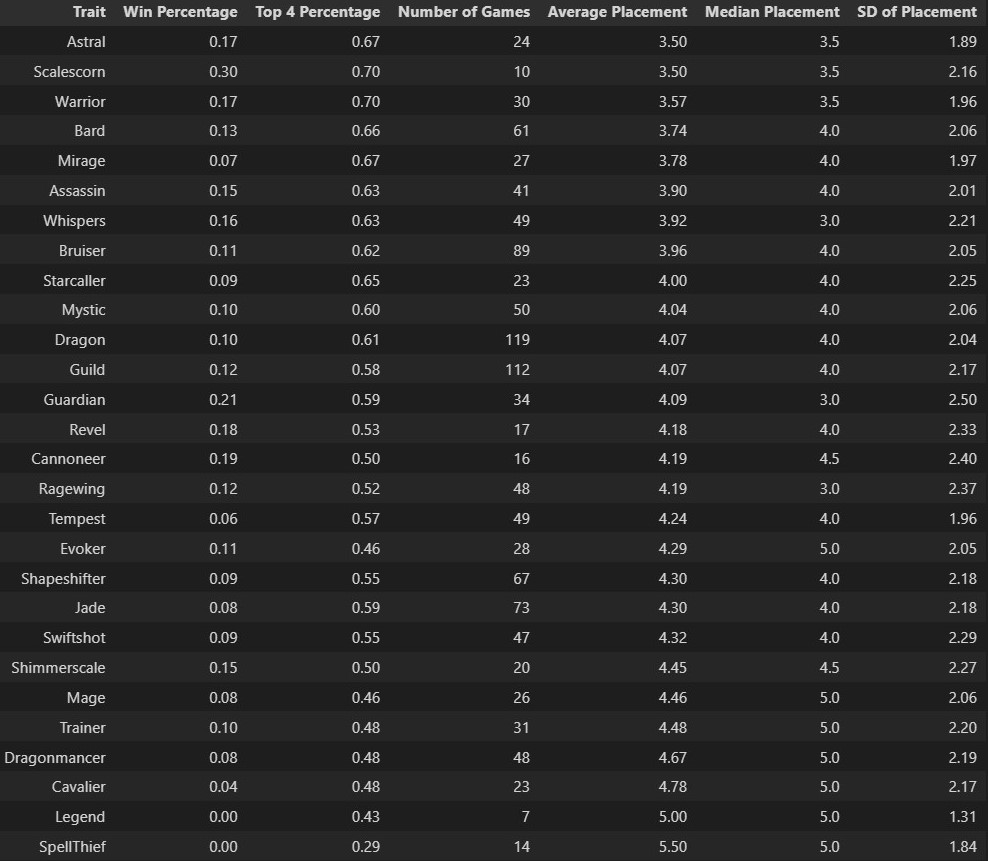 Trait Win Percentage Top 4 Percentage Number of Games Average Placement Median Placement SD of Placement
Astral 0.17 0.67 24 3.50 3.5 1.89
Scalescorn 0.30 0.70 10 3.50 3.5 2.16
Warrior 0.17 0.70 30 3.57 3.5 1.96
Bard 0.13 0.66 61 3.74 4.0 2.06
Mirage 0.07 0.67 27 3.78 4.0 1.97
Assassin 0.15 0.63 41 3.90 4.0 2.01
Whispers 0.16 0.63 49 3.92 3.0 2.21
Bruiser 0.11 0.62 89 3.96 4.0 2.05
Starcaller 0.09 0.65 23 4.00 4.0 2.25
Mystic 0.10 0.60 50 4.04 4.0 2.06
Dragon 0.10 0.61 119 4.07 4.0 2.04
Guild 0.12 0.58 112 4.07 4.0 2.17
Guardian 0.21 0.59 34 4.09 3.0 2.50
Revel 0.18 0.53 17 4.18 4.0 2.33
Cannoneer 0.19 0.50 16 4.19 4.5 2.40
Ragewing 0.12 0.52 48 4.19 3.0 2.37
Tempest 0.06 0.57 49 4.24 4.0 1.96
Evoker 0.11 0.46 28 4.29 5.0 2.05
Shapeshifter 0.09 0.55 67 4.30 4.0 2.18
Jade 0.08 0.59 73 4.30 4.0 2.18
Swiftshot 0.09 0.55 47 4.32 4.0 2.29
Shimmerscale 0.15 0.50 20 4.45 4.5 2.27
Mage 0.08 0.46 26 4.46 5.0 2.06
Trainer 0.10 0.48 31 4.48 5.0 2.20
Dragonmancer 0.08 0.48 48 4.67 5.0 2.19
Cavalier 0.04 0.48 23 4.78 5.0 2.17
Legend 0.00 0.43 7 5.00 5.0 1.31
SpellThief 0.00 0.29 14 5.50 5.0 1.84